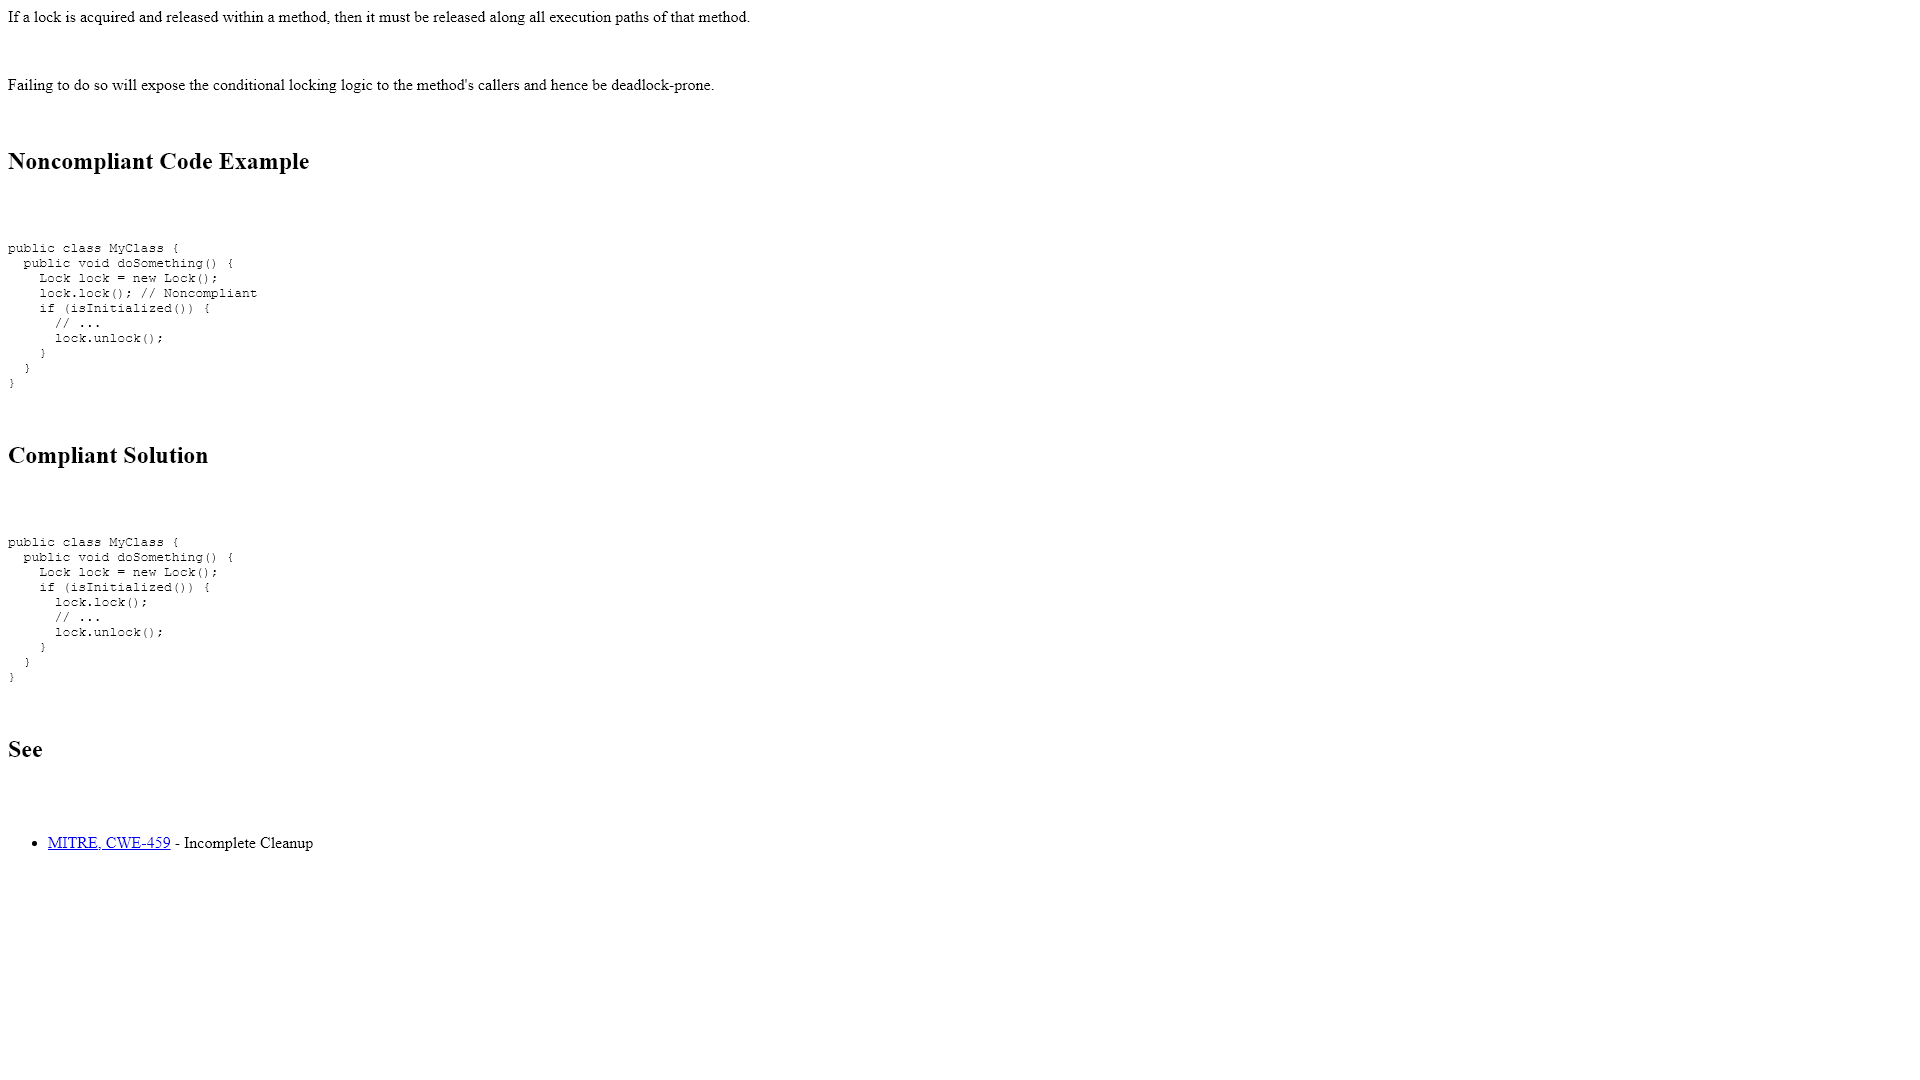 If a lock is acquired and released within a method, then it must be released along all execution paths of that method.
Failing to do so will expose the conditional locking logic to the method's callers and hence be deadlock-prone.
Noncompliant Code Example
public class MyClass {
  public void doSomething() {
    Lock lock = new Lock();
    lock.lock(); // Noncompliant
    if (isInitialized()) {
      // ...
      lock.unlock();
    }
  }
}
Compliant Solution
public class MyClass {
  public void doSomething() {
    Lock lock = new Lock();
    if (isInitialized()) {
      lock.lock();
      // ...
      lock.unlock();
    }
  }
}
See
• MITRE, CWE-459 - Incomplete Cleanup